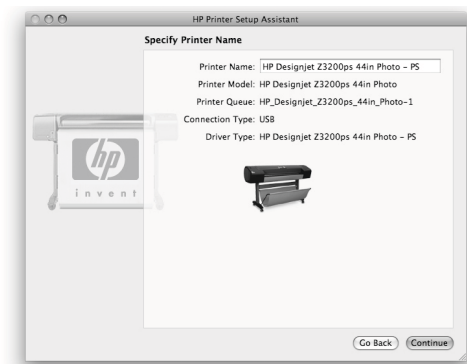 HP Printer Setup Assistant
Specify Printer Name
Printer Name: HP Designjet Z3200ps 44in Photo - PS
Printer Model: HP Designjet Z3200ps 44in Photo
Printer Queue: HP_Designjet_Z3200ps_44in_Photo-1
Connection Type: USB
Driver Type: HP Designjet Z3200ps 44in Photo - PS
hp
invent
Go Back Continue